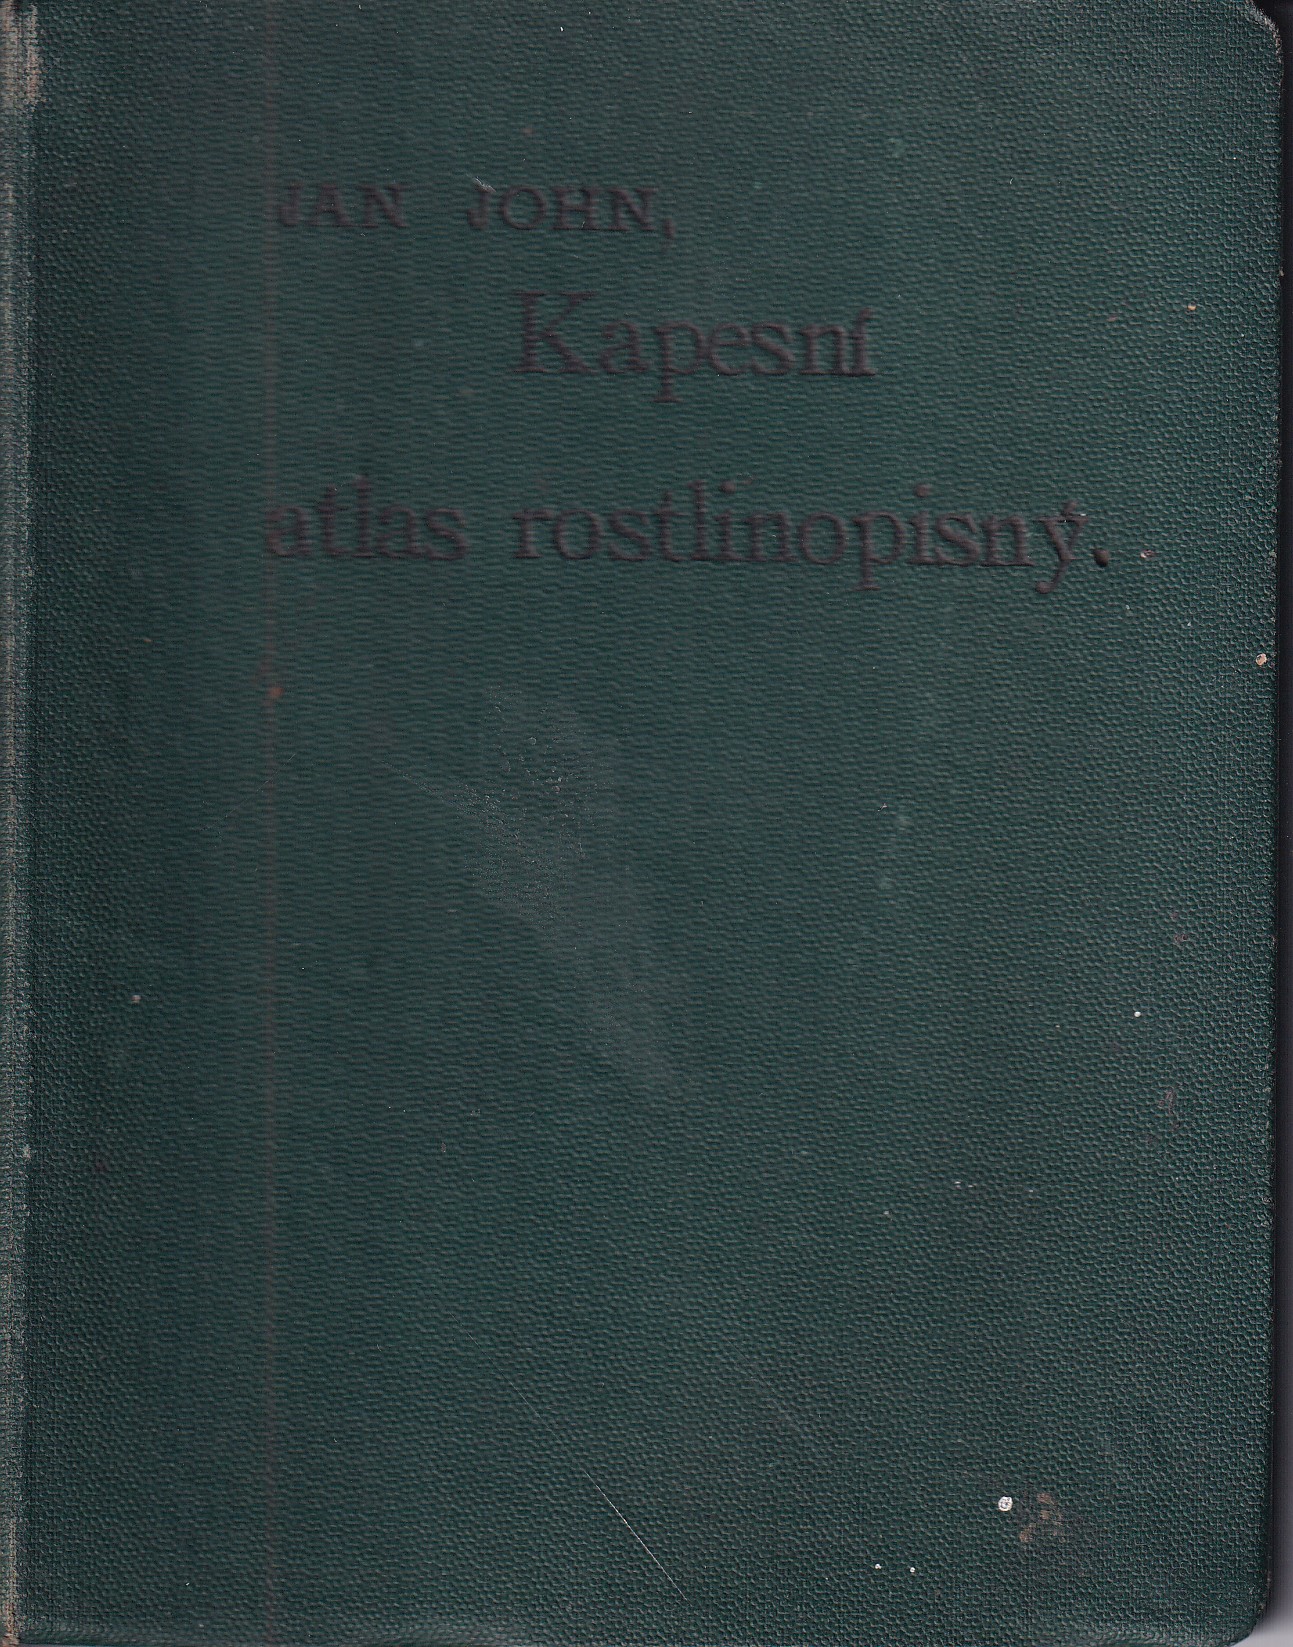 JAN JOHN,
Kapesní
atlas rostlinopisný.